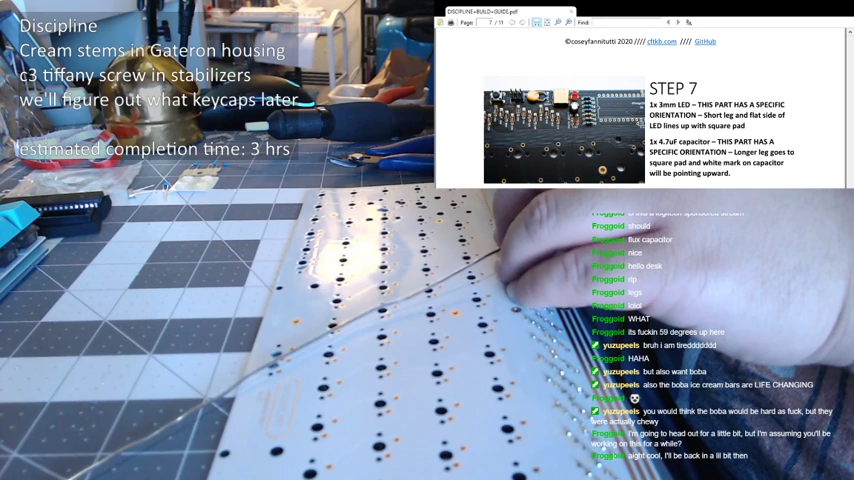 Discipline
Cream stems in Gateron housing
c3 tiffany screw in stabilizers
we'll figure out what keycaps later
estimated completion time: 3 hrs
DISCIPLINE-BUILD-GUIDE.pdf
Page: 7 / 11
Find:
©coseyfannitutti 2020 //// cftkb.com //// GitHub
STEP 7
1x 3mm LED – THIS PART HAS A SPECIFIC
ORIENTATION – Short leg and flat side of
LED lines up with square pad
1x 4.7uF capacitor – THIS PART HAS A
SPECIFIC ORIENTATION – Longer leg goes to
square pad and white mark on capacitor
will be pointing upward.
Froggoid should
Froggoid flux capacitor
Froggoid nice
Froggoid hello desk
Froggoid rip
Froggoid legs
Froggoid lolol
Froggoid WHAT
Froggoid its fuckin 59 degrees up here
yuzupeels bruh i am tiredddddddd
Froggoid HAHA
yuzupeels but also want boba
yuzupeels also the boba ice cream bars are LIFE CHANGING
Froggoid
yuzupeels you would think the boba would be hard as fuck, but they
were actually chewy
Froggoid I'm going to head out for a little bit, but I'm assuming you'll be
working on this for a while?
Froggoid aight cool, I'll be back in a lil bit then